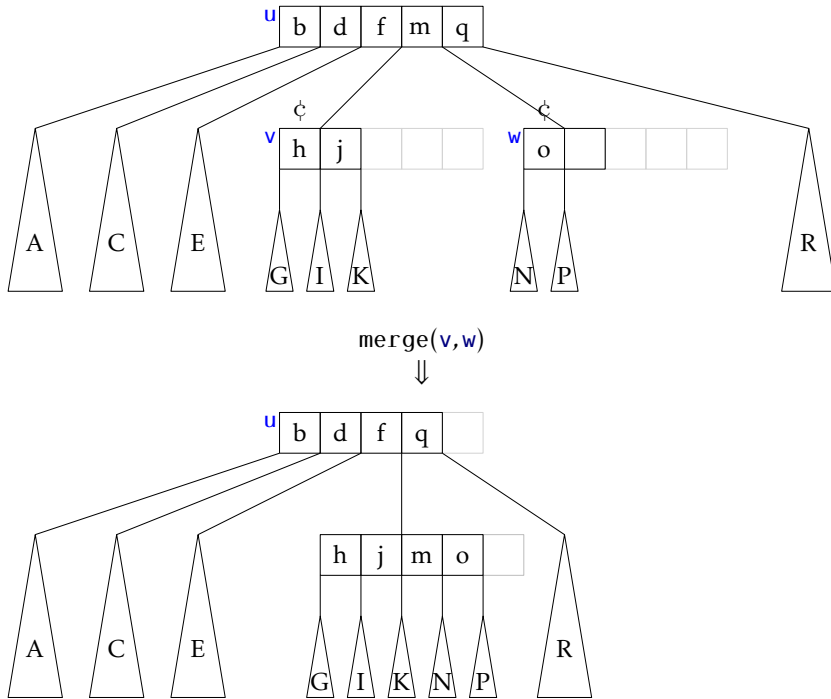 u b d f m q
¢ ¢
v h j w o
A C E G I K N P R
merge(v,w)
⇓
u b d f q
h j m o
A C E G I K N P R